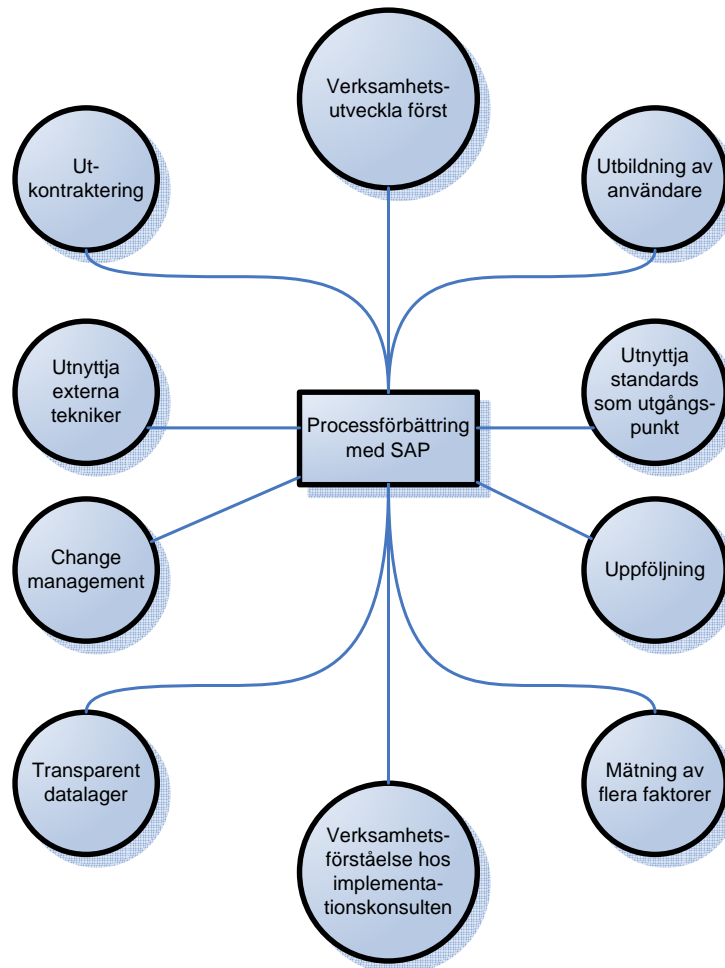 Verksamhets-
utveckla först
Ut-
kontraktering
Utbildning av
användare
Utnyttja
externa
tekniker
Processförbättring
med SAP
Utnyttja
standards
som utgångs-
punkt
Change
management
Uppföljning
Transparent
datalager
Verksamhets-
förståelse hos
implementa-
tionskonsulten
Mätning av
flera faktorer